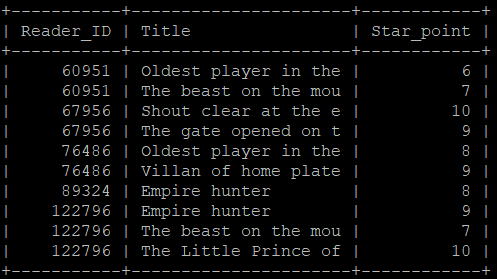 +-----------+----------------------+------------+
| Reader_ID | Title                | Star_point |
+-----------+----------------------+------------+
|     60951 | Oldest player in the |          6 |
|     60951 | The beast on the mou |          7 |
|     67956 | Shout clear at the e |         10 |
|     67956 | The gate opened on t |          9 |
|     76486 | Oldest player in the |          8 |
|     76486 | Villan of home plate |          9 |
|     89324 | Empire hunter        |          8 |
|    122796 | Empire hunter        |          9 |
|    122796 | The beast on the mou |          7 |
|    122796 | The Little Prince of |         10 |
+-----------+----------------------+------------+